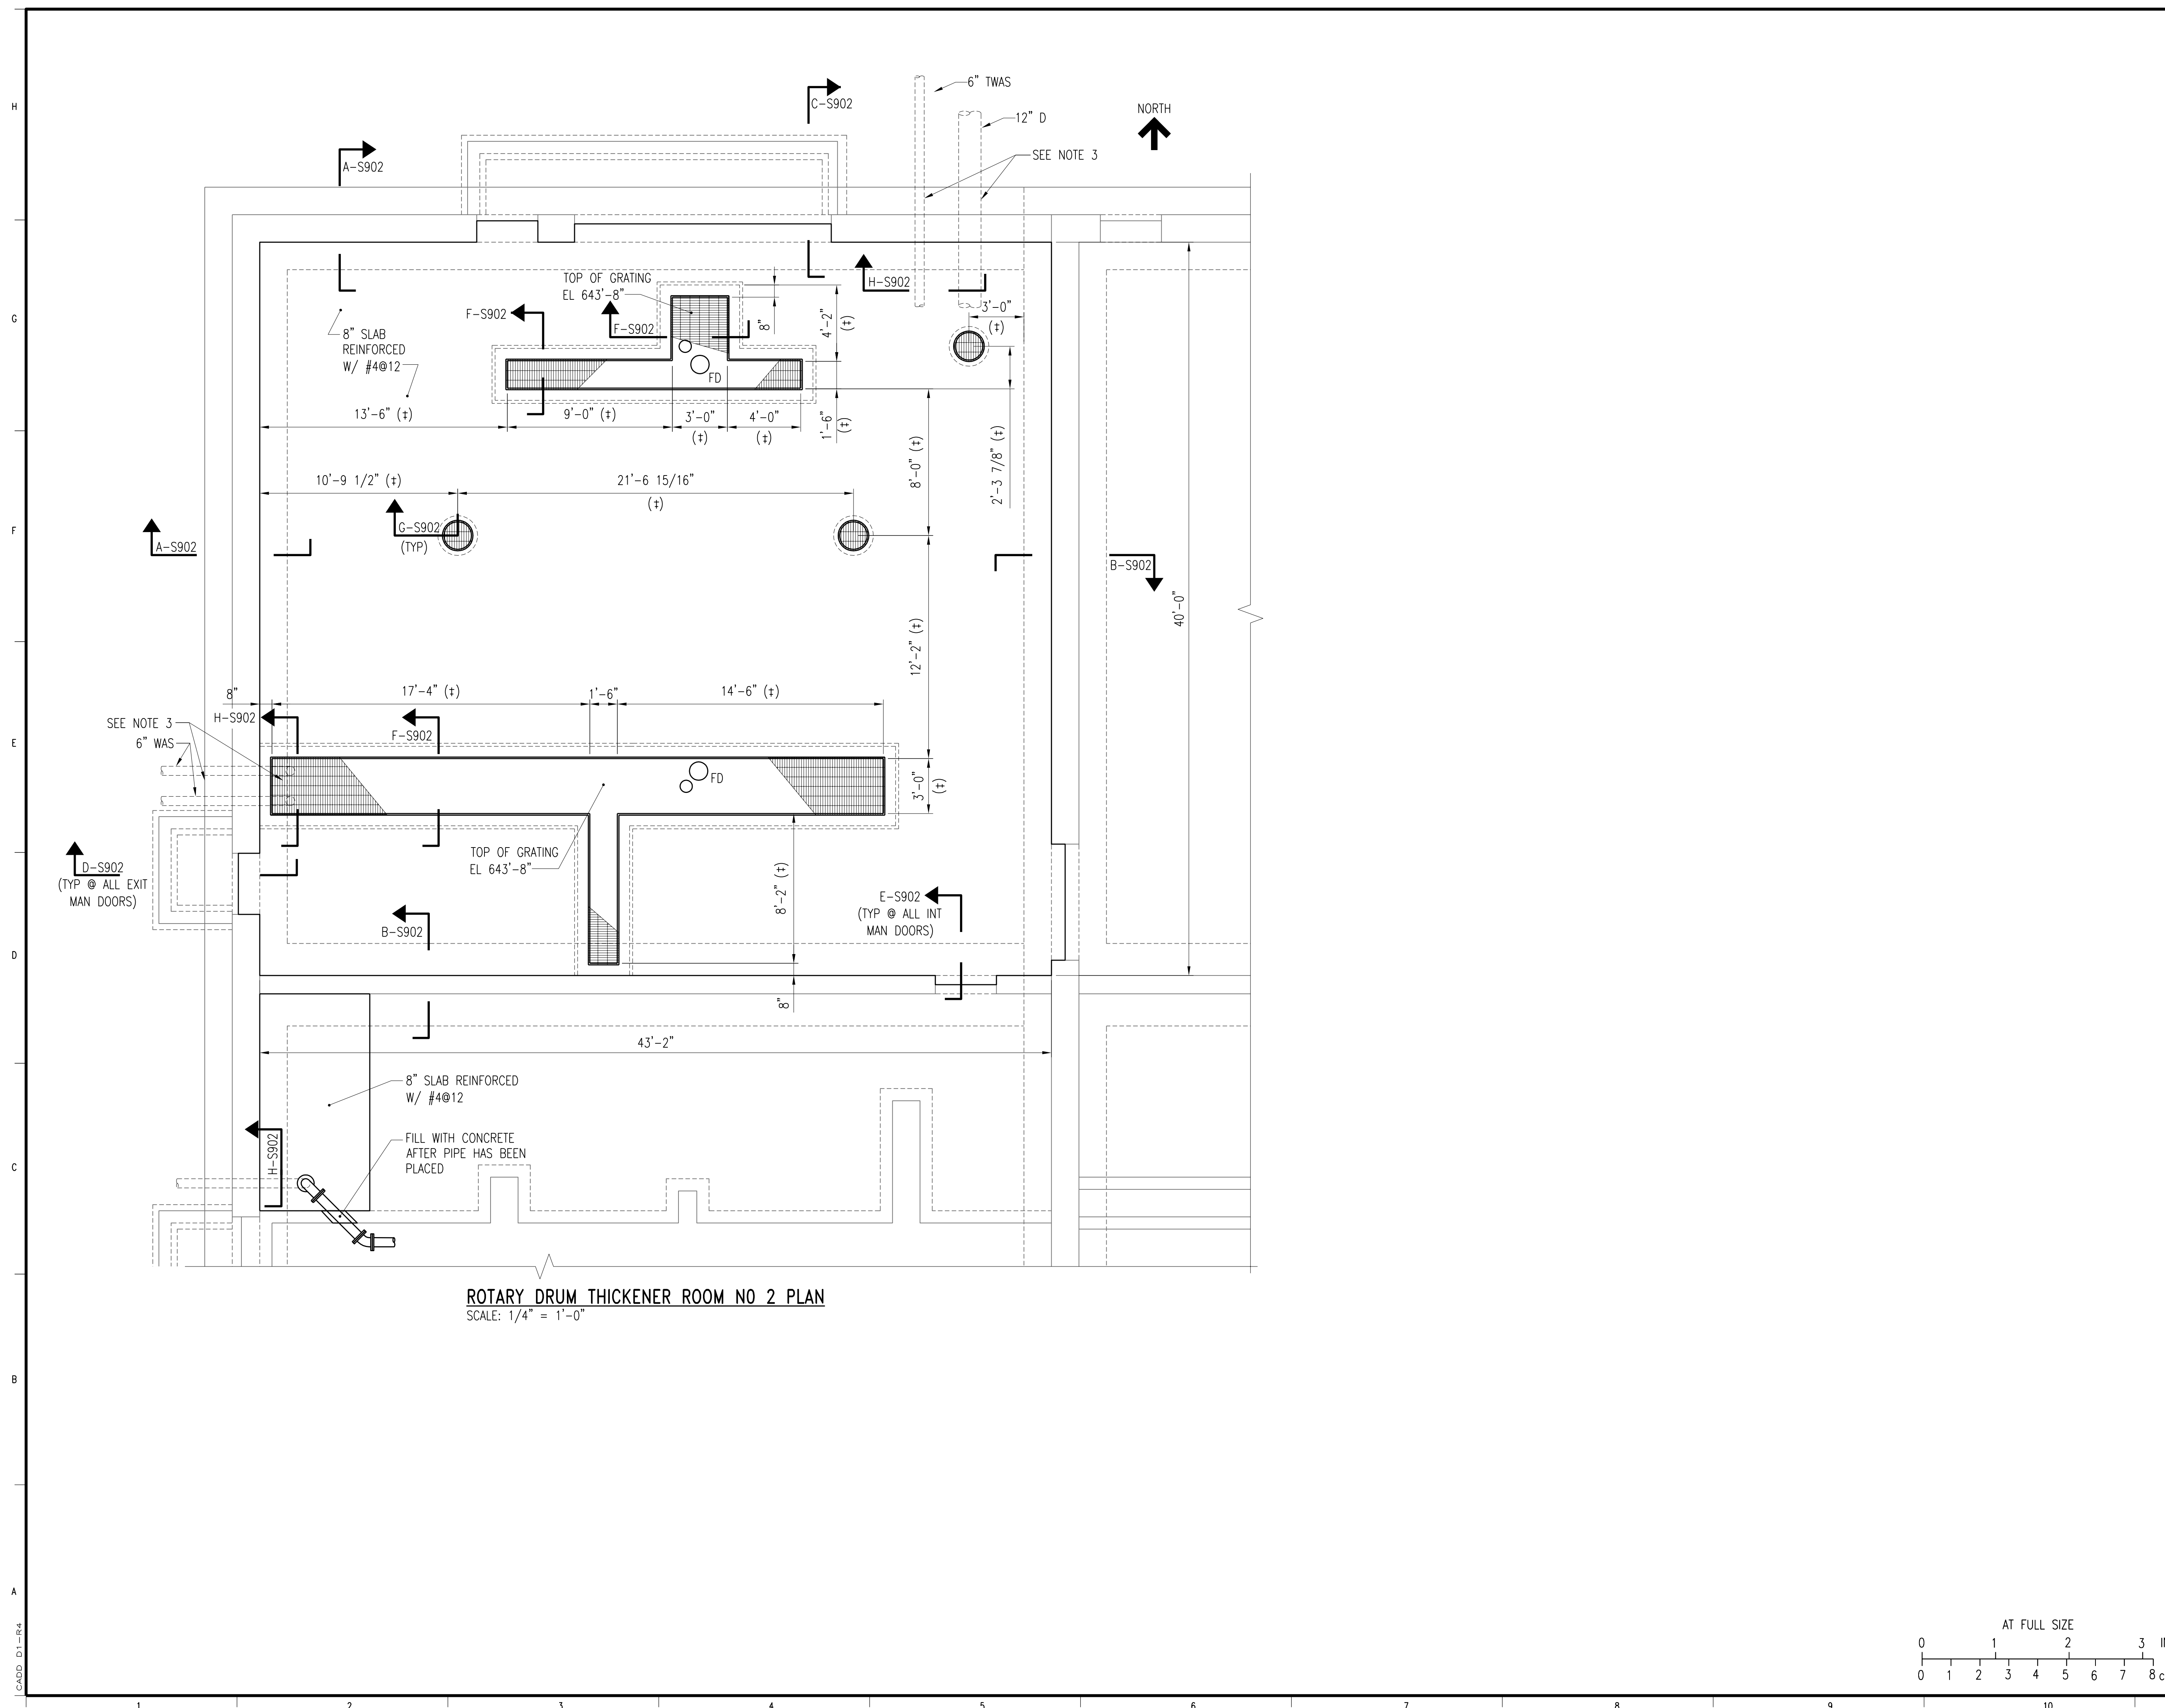 H
G
F
E
D
C
B
A
6" TWAS
C-S902
12" D
NORTH
SEE NOTE 3
A-S902
TOP OF GRATING
EL 643'-8"
H-S902
3'-0"
(‡)
F-S902
F-S902
8"
4'-2"
(‡)
8" SLAB
REINFORCED
W/ #4@12
FD
13'-6" (‡)
9'-0" (‡)
3'-0"
(‡)
4'-0"
(‡)
1'-6"
(‡)
8'-0" (‡)
2'-3 7/8" (‡)
10'-9 1/2" (‡)
21'-6 15/16"
(‡)
G-S902
(TYP)
A-S902
B-S902
40'-0"
12'-2" (‡)
8"
17'-4" (‡)
1'-6"
14'-6" (‡)
SEE NOTE 3
6" WAS
H-S902
F-S902
FD
3'-0"
(‡)
TOP OF GRATING
EL 643'-8"
D-S902
(TYP @ ALL EXIT
MAN DOORS)
8'-2" (‡)
E-S902
(TYP @ ALL INT
MAN DOORS)
B-S902
8"
43'-2"
8" SLAB REINFORCED
W/ #4@12
H-S902
FILL WITH CONCRETE
AFTER PIPE HAS BEEN
PLACED
ROTARY DRUM THICKENER ROOM NO 2 PLAN
SCALE: 1/4" = 1'-0"
CADD D1-R4
AT FULL SIZE
0 1 2 3
0 1 2 3 4 5 6 7 8
1 2 3 4 5 6 7 8 9 10